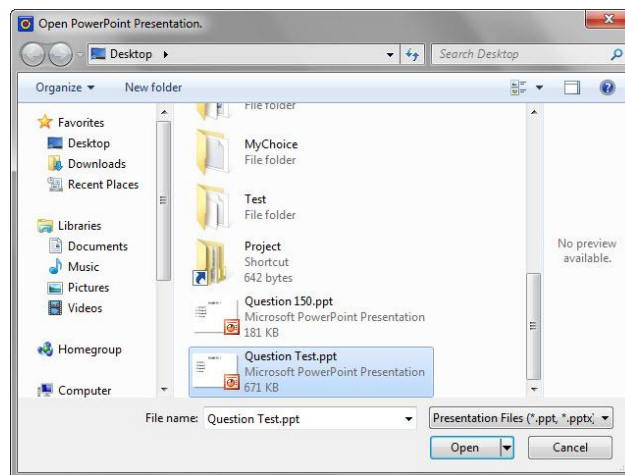 Open PowerPoint Presentation.
Desktop
Search Desktop
Organize
New folder
Favorites
Desktop
Downloads
Recent Places
Libraries
Documents
Music
Pictures
Videos
Homegroup
Computer
File folder
MyChoice
File folder
Test
File folder
Project
Shortcut
642 bytes
Question 150.ppt
Microsoft PowerPoint Presentation
181 KB
Question Test.ppt
Microsoft PowerPoint Presentation
671 KB
No preview
available.
File name: Question Test.ppt
Presentation Files (*.ppt, *.pptx)
Open
Cancel